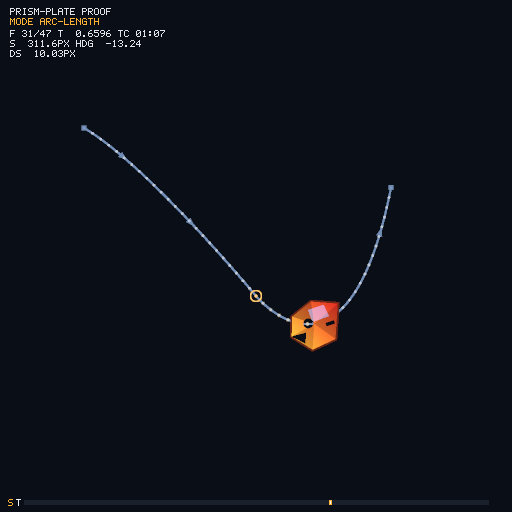 PRISM-PLATE PROOF
MODE ARC-LENGTH
F 31/47 T  0.6596 TC 01:07
S  311.6PX HDG  -13.24
DS  10.03PX
ST